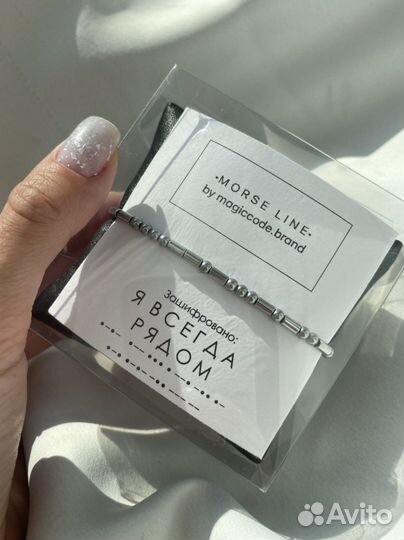 -MORSE LINE-
by magiccode.brand
Зашифровано:
Я ВСЕГДА
РЯДОМ
Avito